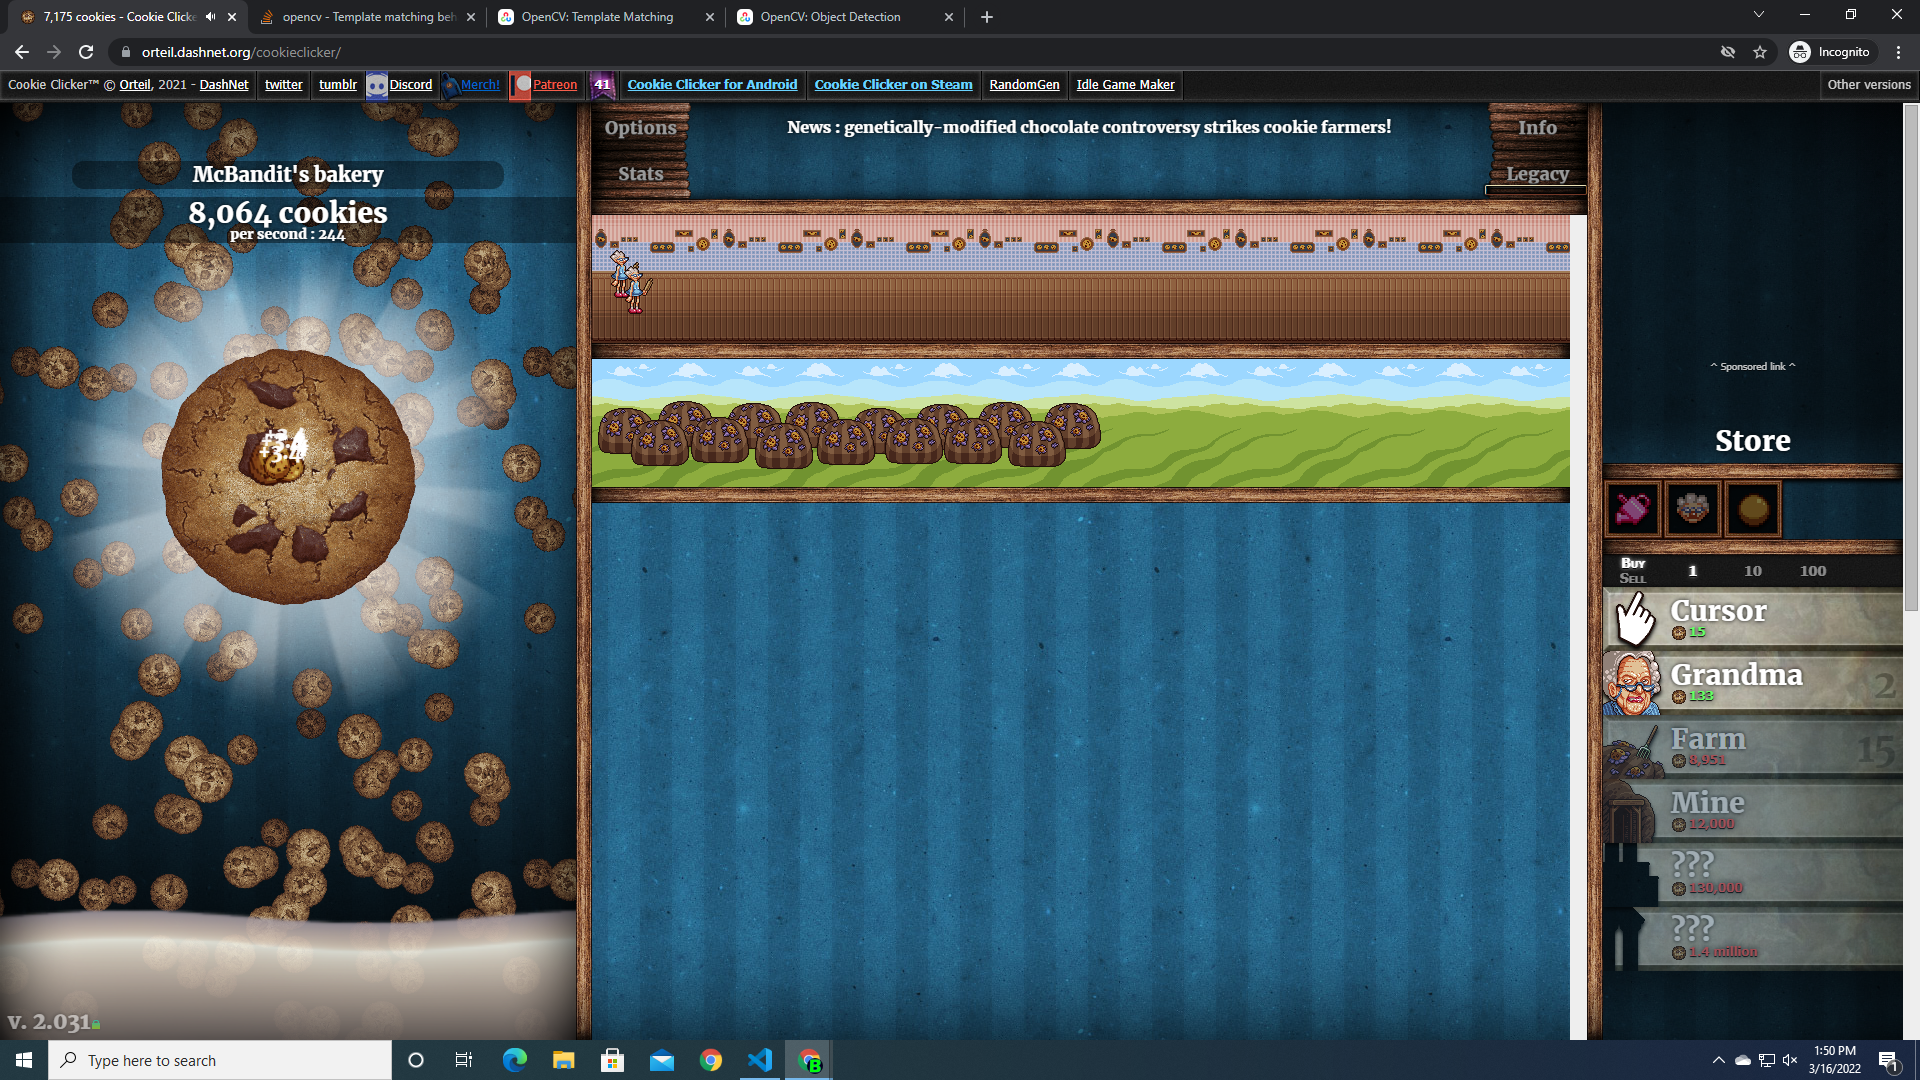 7,175 cookies - Cookie Clicke
opencv - Template matching beh
OpenCV: Template Matching
OpenCV: Object Detection
orteil.dashnet.org/cookieclicker/
Incognito
Cookie Clicker™ © Orteil, 2021 - DashNet
twitter
tumblr
Discord
Merch!
Patreon
41
Cookie Clicker for Android
Cookie Clicker on Steam
RandomGen
Idle Game Maker
Other versions
Options
News : genetically-modified chocolate controversy strikes cookie farmers!
Info
Stats
Legacy
McBandit's bakery
8,064 cookies
per second : 244
+3.4
^ Sponsored link ^
Store
Buy
Sell
1
10
100
Cursor
15
Grandma
133
2
Farm
8,951
15
Mine
12,000
???
130,000
???
1.4 million
v. 2.031
Type here to search
B
1:50 PM
3/16/2022
1